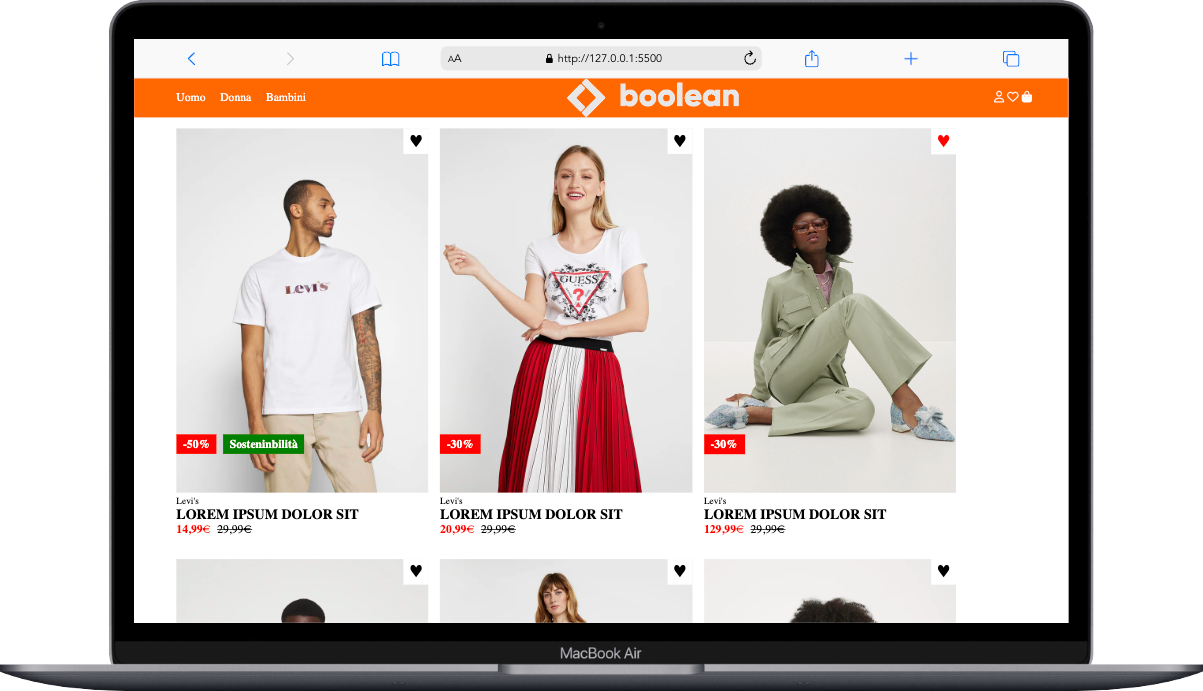 AA http://127.0.0.1:5500
Uomo Donna Bambini boolean
LEVI'S
GUESS
?
-50% Sosteninbilità -30% -30%
Levi's Levi's Levi's
LOREM IPSUM DOLOR SIT LOREM IPSUM DOLOR SIT LOREM IPSUM DOLOR SIT
14,99€ 29,99€ 20,99€ 29,99€ 129,99€ 29,99€
MacBook Air